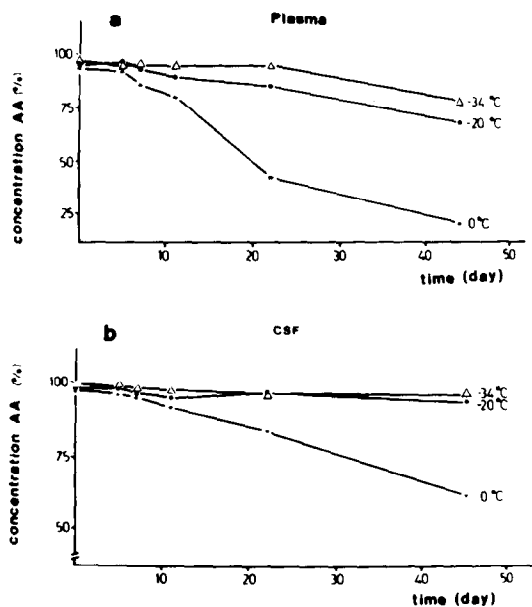 a
Plasma
concentration AA (%)
100
75
50
25
-34 °C
-20 °C
0 °C
10
20
30
40
50
time (day)
b
CSF
concentration AA (%)
100
75
50
-34 °C
-20 °C
0 °C
10
20
30
40
50
time (day)